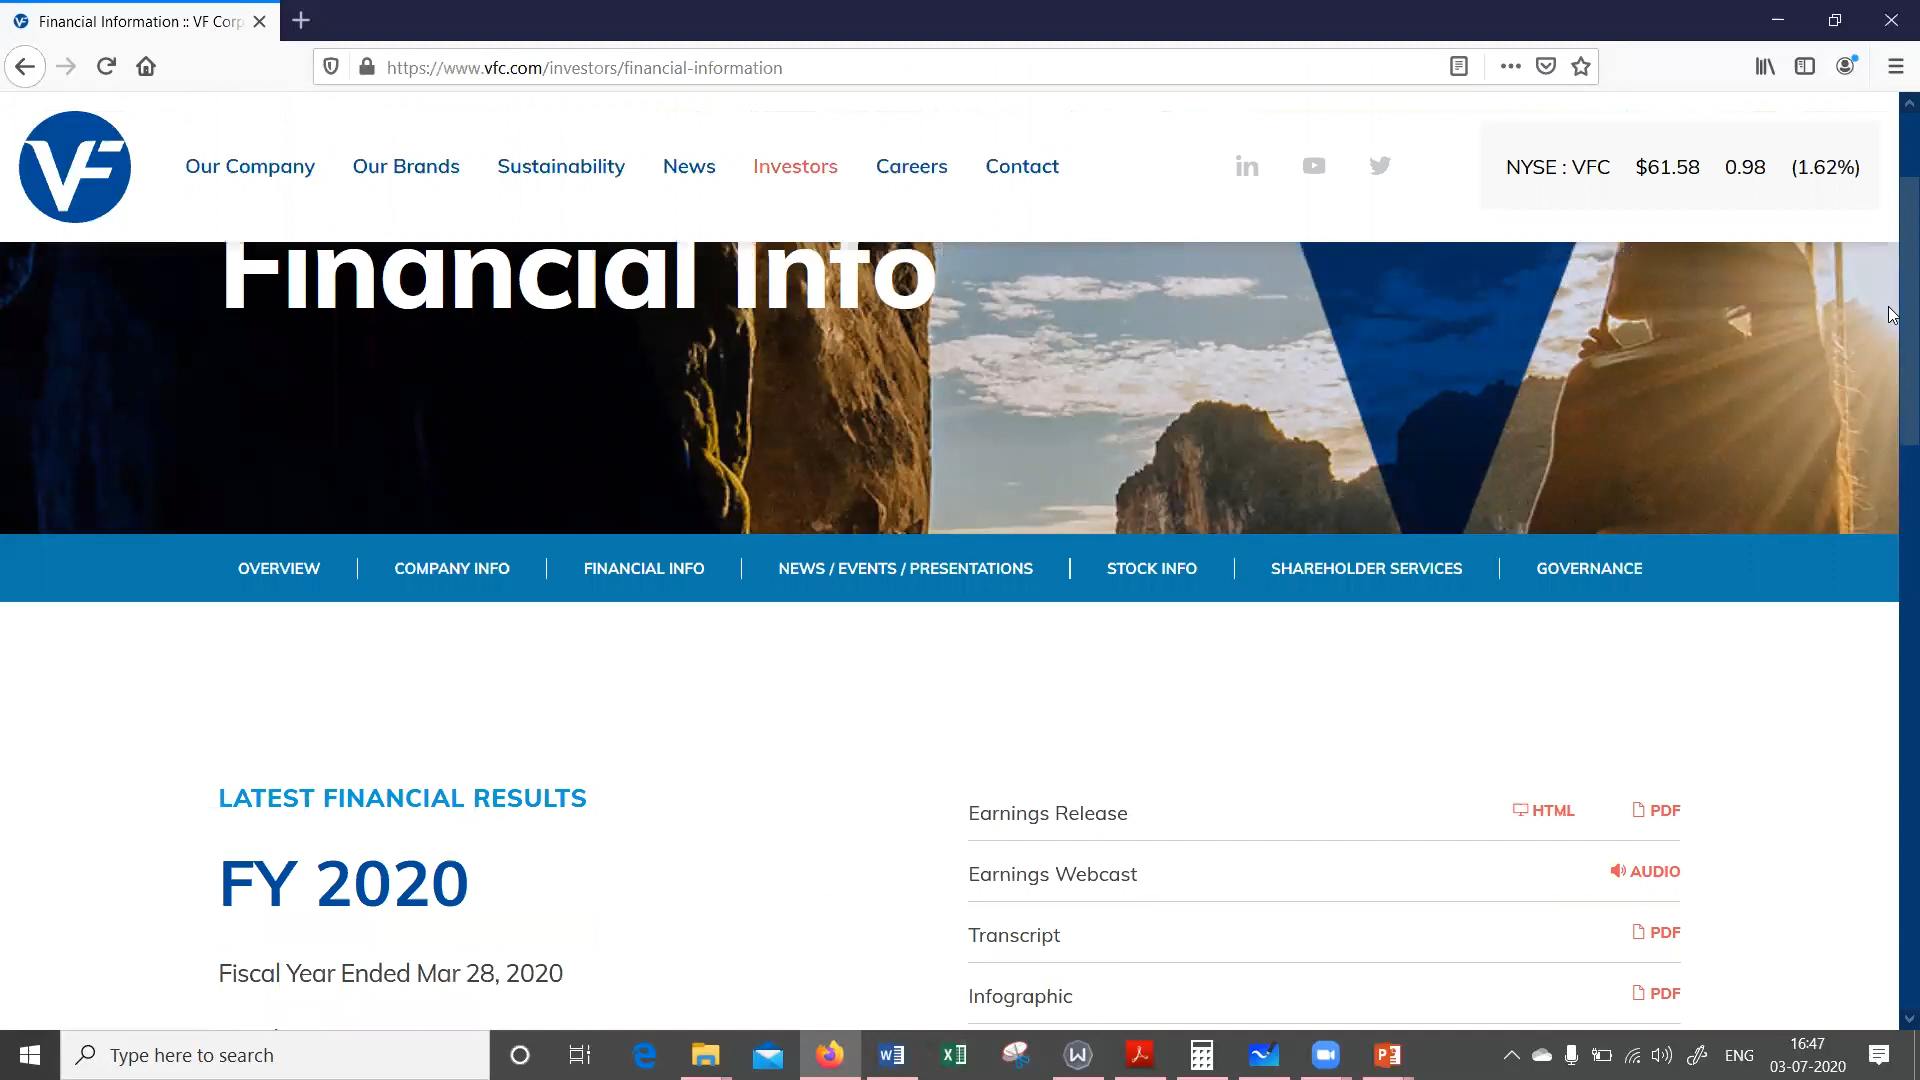 Financial Information :: VF Corp
https://www.vfc.com/investors/financial-information
VF
Our Company
Our Brands
Sustainability
News
Investors
Careers
Contact
NYSE : VFC $61.58 0.98 (1.62%)
Financial Info
OVERVIEW
COMPANY INFO
FINANCIAL INFO
NEWS / EVENTS / PRESENTATIONS
STOCK INFO
SHAREHOLDER SERVICES
GOVERNANCE
LATEST FINANCIAL RESULTS
FY 2020
Fiscal Year Ended Mar 28, 2020
Earnings Release HTML PDF
Earnings Webcast AUDIO
Transcript PDF
Infographic PDF
Type here to search
ENG
16:47
03-07-2020